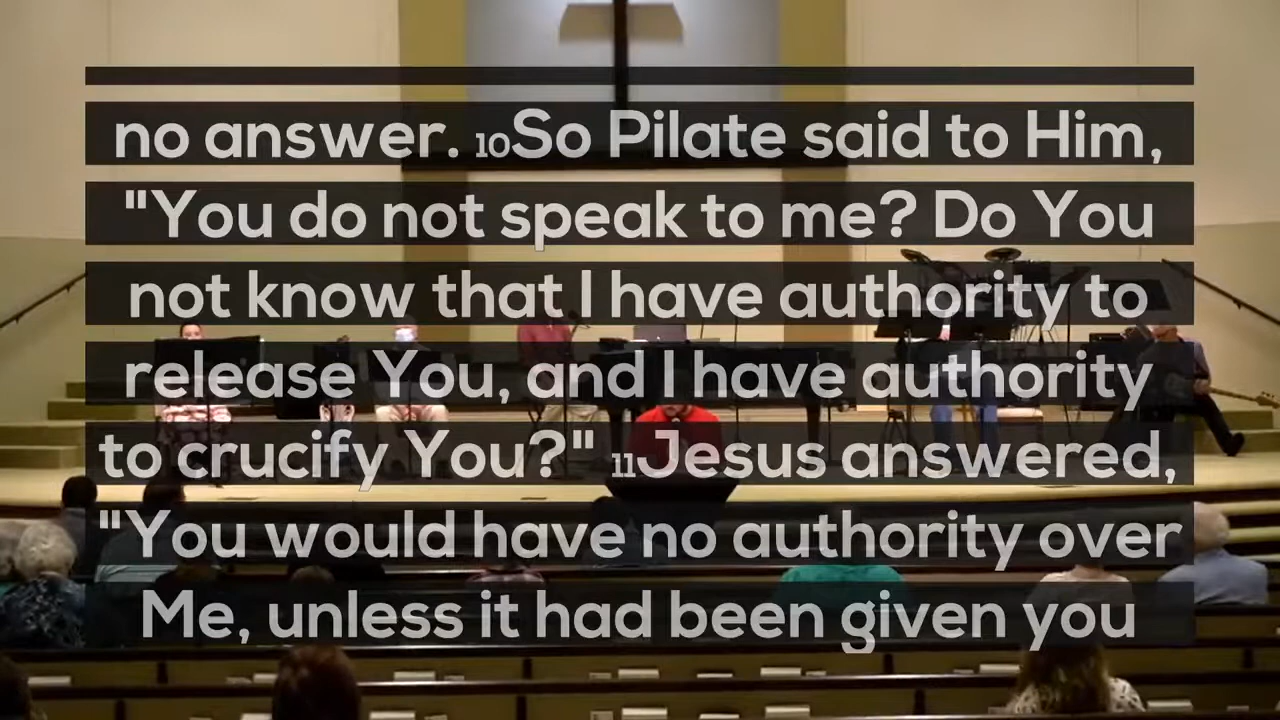 no answer. 10So Pilate said to Him,
"You do not speak to me? Do You
not know that I have authority to
release You, and I have authority
to crucify You?" 11Jesus answered,
"You would have no authority over
Me, unless it had been given you